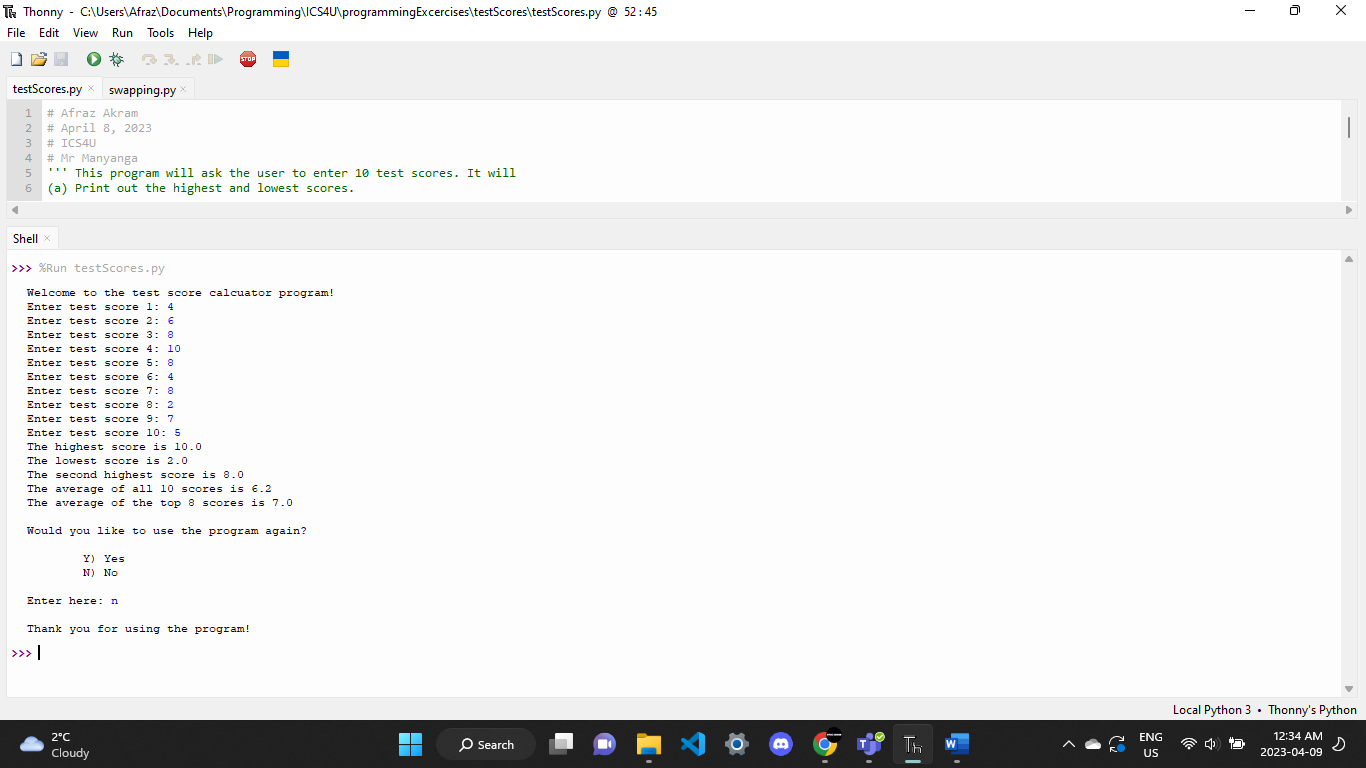 Thonny - C:\Users\Afraz\Documents\Programming\ICS4U\programmingExcercises\testScores\testScores.py @ 52 : 45
File Edit View Run Tools Help
STOP
testScores.py × swapping.py ×
1 # Afraz Akram
2 # April 8, 2023
3 # ICS4U
4 # Mr Manyanga
5 ''' This program will ask the user to enter 10 test scores. It will
6 (a) Print out the highest and lowest scores.
Shell ×
>>> %Run testScores.py
Welcome to the test score calcuator program!
Enter test score 1: 4
Enter test score 2: 6
Enter test score 3: 8
Enter test score 4: 10
Enter test score 5: 8
Enter test score 6: 4
Enter test score 7: 8
Enter test score 8: 2
Enter test score 9: 7
Enter test score 10: 5
The highest score is 10.0
The lowest score is 2.0
The second highest score is 8.0
The average of all 10 scores is 6.2
The average of the top 8 scores is 7.0
Would you like to use the program again?
Y) Yes
N) No
Enter here: n
Thank you for using the program!
>>>
Local Python 3 • Thonny's Python
2°C
Cloudy
Search
ENG
US
12:34 AM
2023-04-09